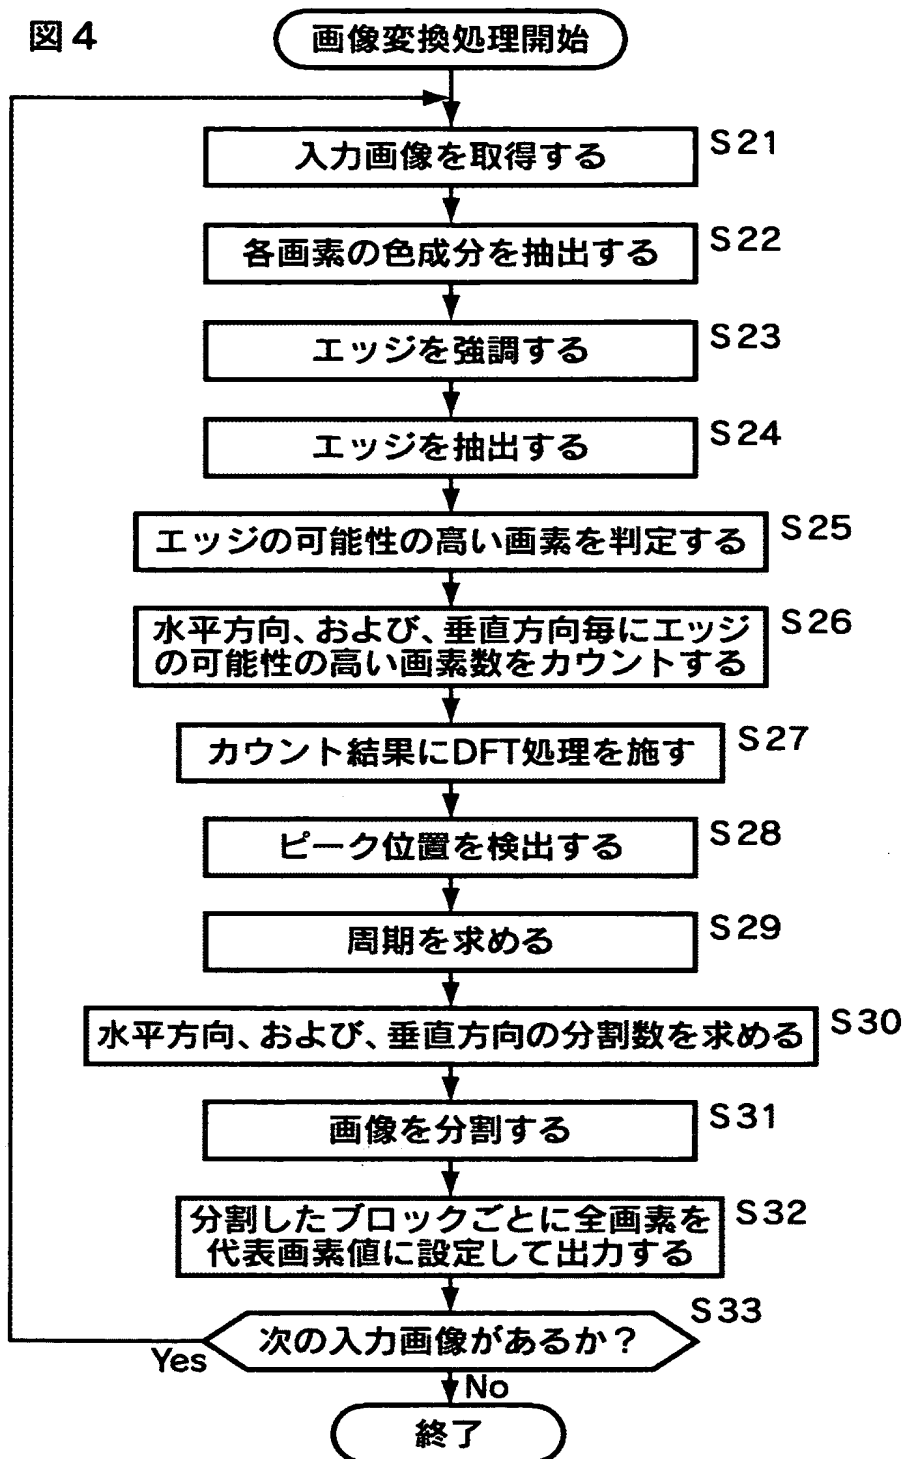 図4
画像変換処理開始
入力画像を取得する
S21
各画素の色成分を抽出する
S22
エッジを強調する
S23
エッジを抽出する
S24
エッジの可能性の高い画素を判定する
S25
水平方向、および、垂直方向毎にエッジ
の可能性の高い画素数をカウントする
S26
カウント結果にDFT処理を施す
S27
ピーク位置を検出する
S28
周期を求める
S29
水平方向、および、垂直方向の分割数を求める
S30
画像を分割する
S31
分割したブロックごとに全画素を
代表画素値に設定して出力する
S32
次の入力画像があるか？
S33
Yes
No
終了